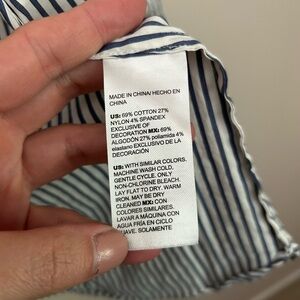 MADE IN CHINA/ HECHO EN
CHINA
US: 69% COTTON 27%
NYLON 4% SPANDEX
EXCLUSIVE OF
DECORATION MX: 69%
ALGODÓN 27% poliamida 4%
elastano EXCLUSIVO DE LA
DECORACIÓN
US: WITH SIMILAR COLORS.
MACHINE WASH COLD,
GENTLE CYCLE. ONLY
NON-CHLORINE BLEACH.
LAY FLAT TO DRY. WARM
IRON. MAY BE DRY
CLEANED MX: CON
COLORES SIMILARES.
LAVAR A MÁQUINA CON
AGUA FRÍA EN CICLO
SUAVE. SOLAMENTE